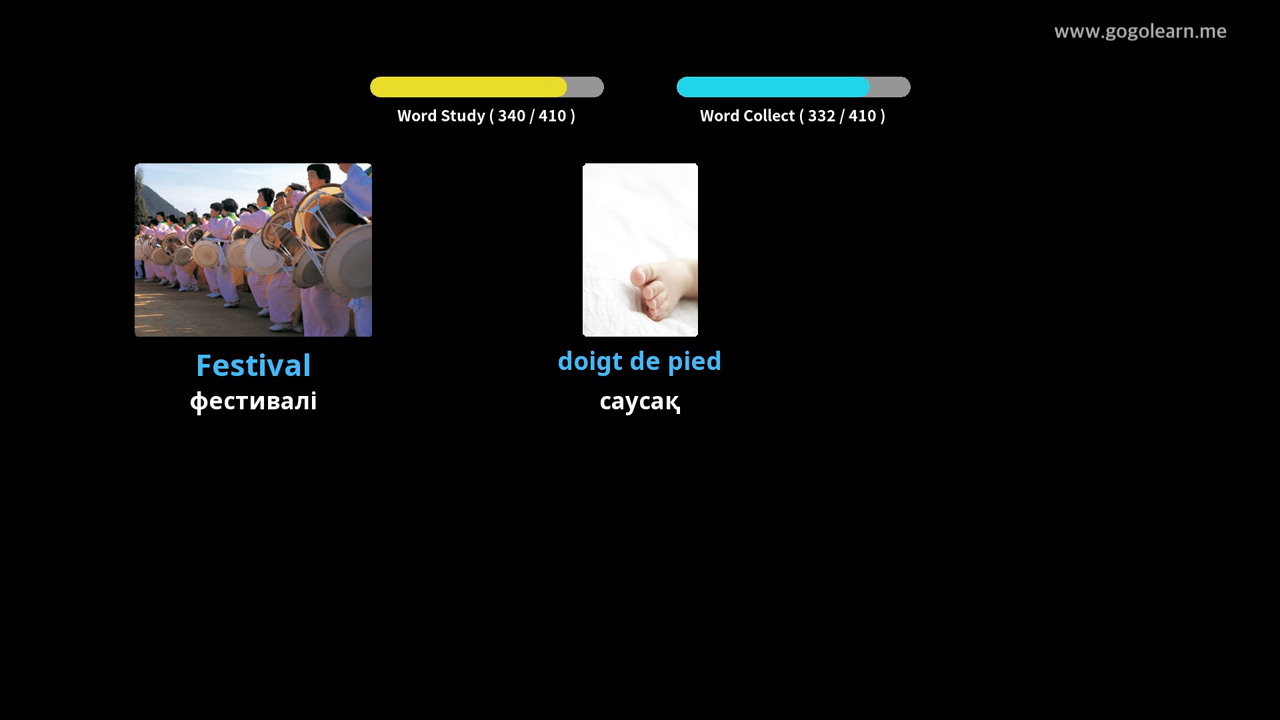 www.gogolearn.me
Word Study ( 340 / 410 )
Word Collect ( 332 / 410 )
Festival
фестивалі
doigt de pied
саусақ